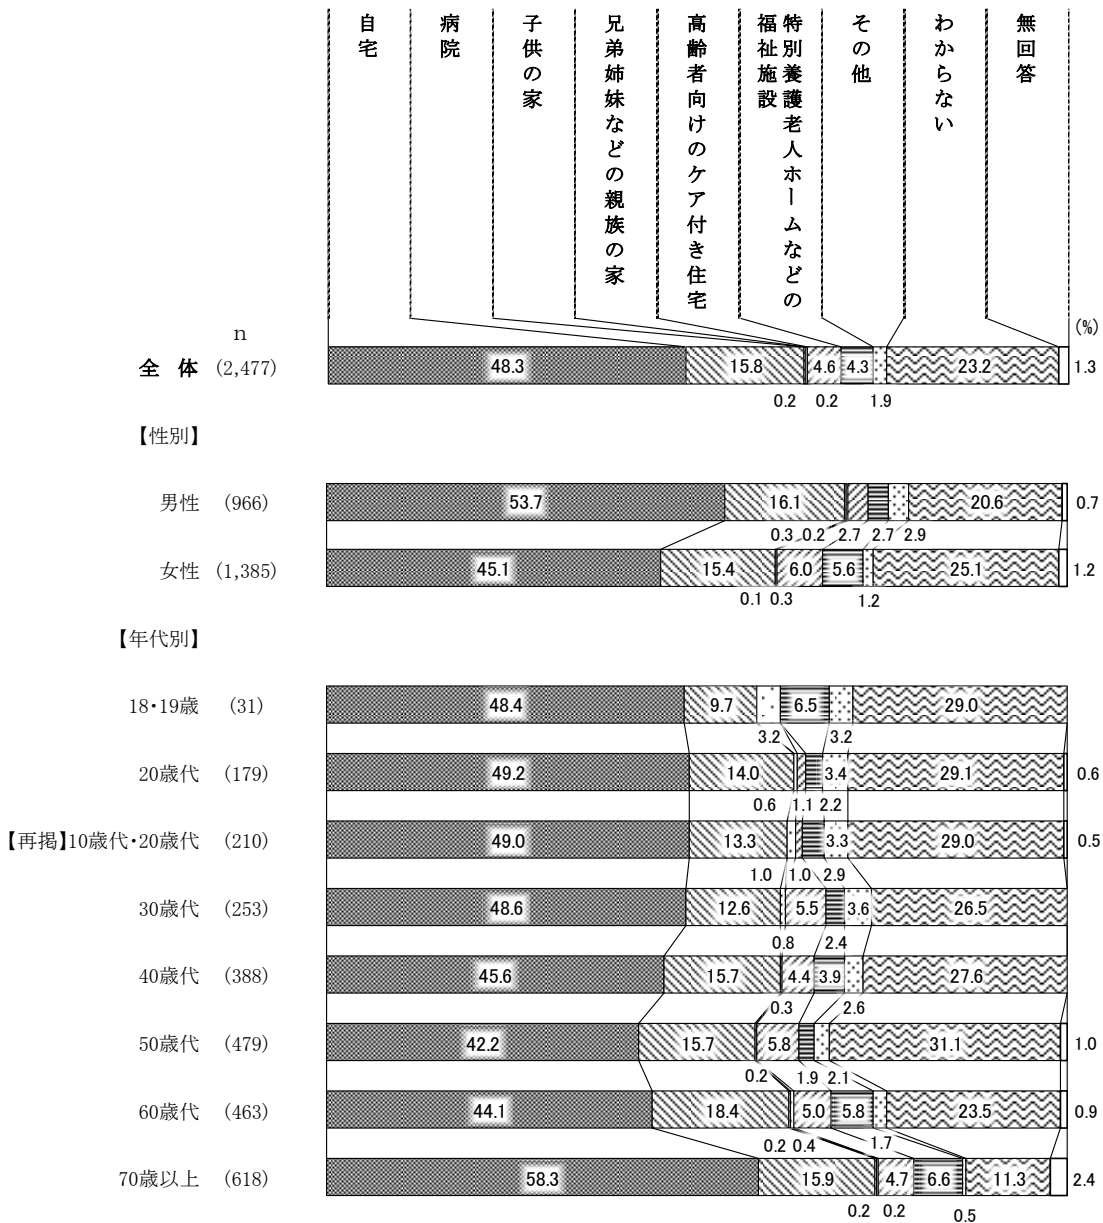 自宅
病院
子供の家
兄弟姉妹などの親族の家
高齢者向けのケア付き住宅
特別養護老人ホームなどの
福祉施設
その他
わからない
無回答
n
(%)
全 体 (2,477) 48.3 15.8 4.6 4.3 23.2 1.3
0.2 0.2 1.9
【性別】
男性 (966) 53.7 16.1 20.6 0.7
0.3 0.2 2.7 2.7 2.9
女性 (1,385) 45.1 15.4 6.0 5.6 25.1 1.2
0.1 0.3 1.2
【年代別】
18・19歳 (31) 48.4 9.7 6.5 29.0
3.2 3.2
20歳代 (179) 49.2 14.0 3.4 29.1 0.6
0.6 1.1 2.2
【再掲】10歳代・20歳代 (210) 49.0 13.3 3.3 29.0 0.5
1.0 1.0 2.9
30歳代 (253) 48.6 12.6 5.5 3.6 26.5
0.8 2.4
40歳代 (388) 45.6 15.7 4.4 3.9 27.6
0.3 2.6
50歳代 (479) 42.2 15.7 5.8 31.1 1.0
0.2 1.9 2.1
60歳代 (463) 44.1 18.4 5.0 5.8 23.5 0.9
0.2 0.4 1.7
70歳以上 (618) 58.3 15.9 4.7 6.6 11.3 2.4
0.2 0.2 0.5